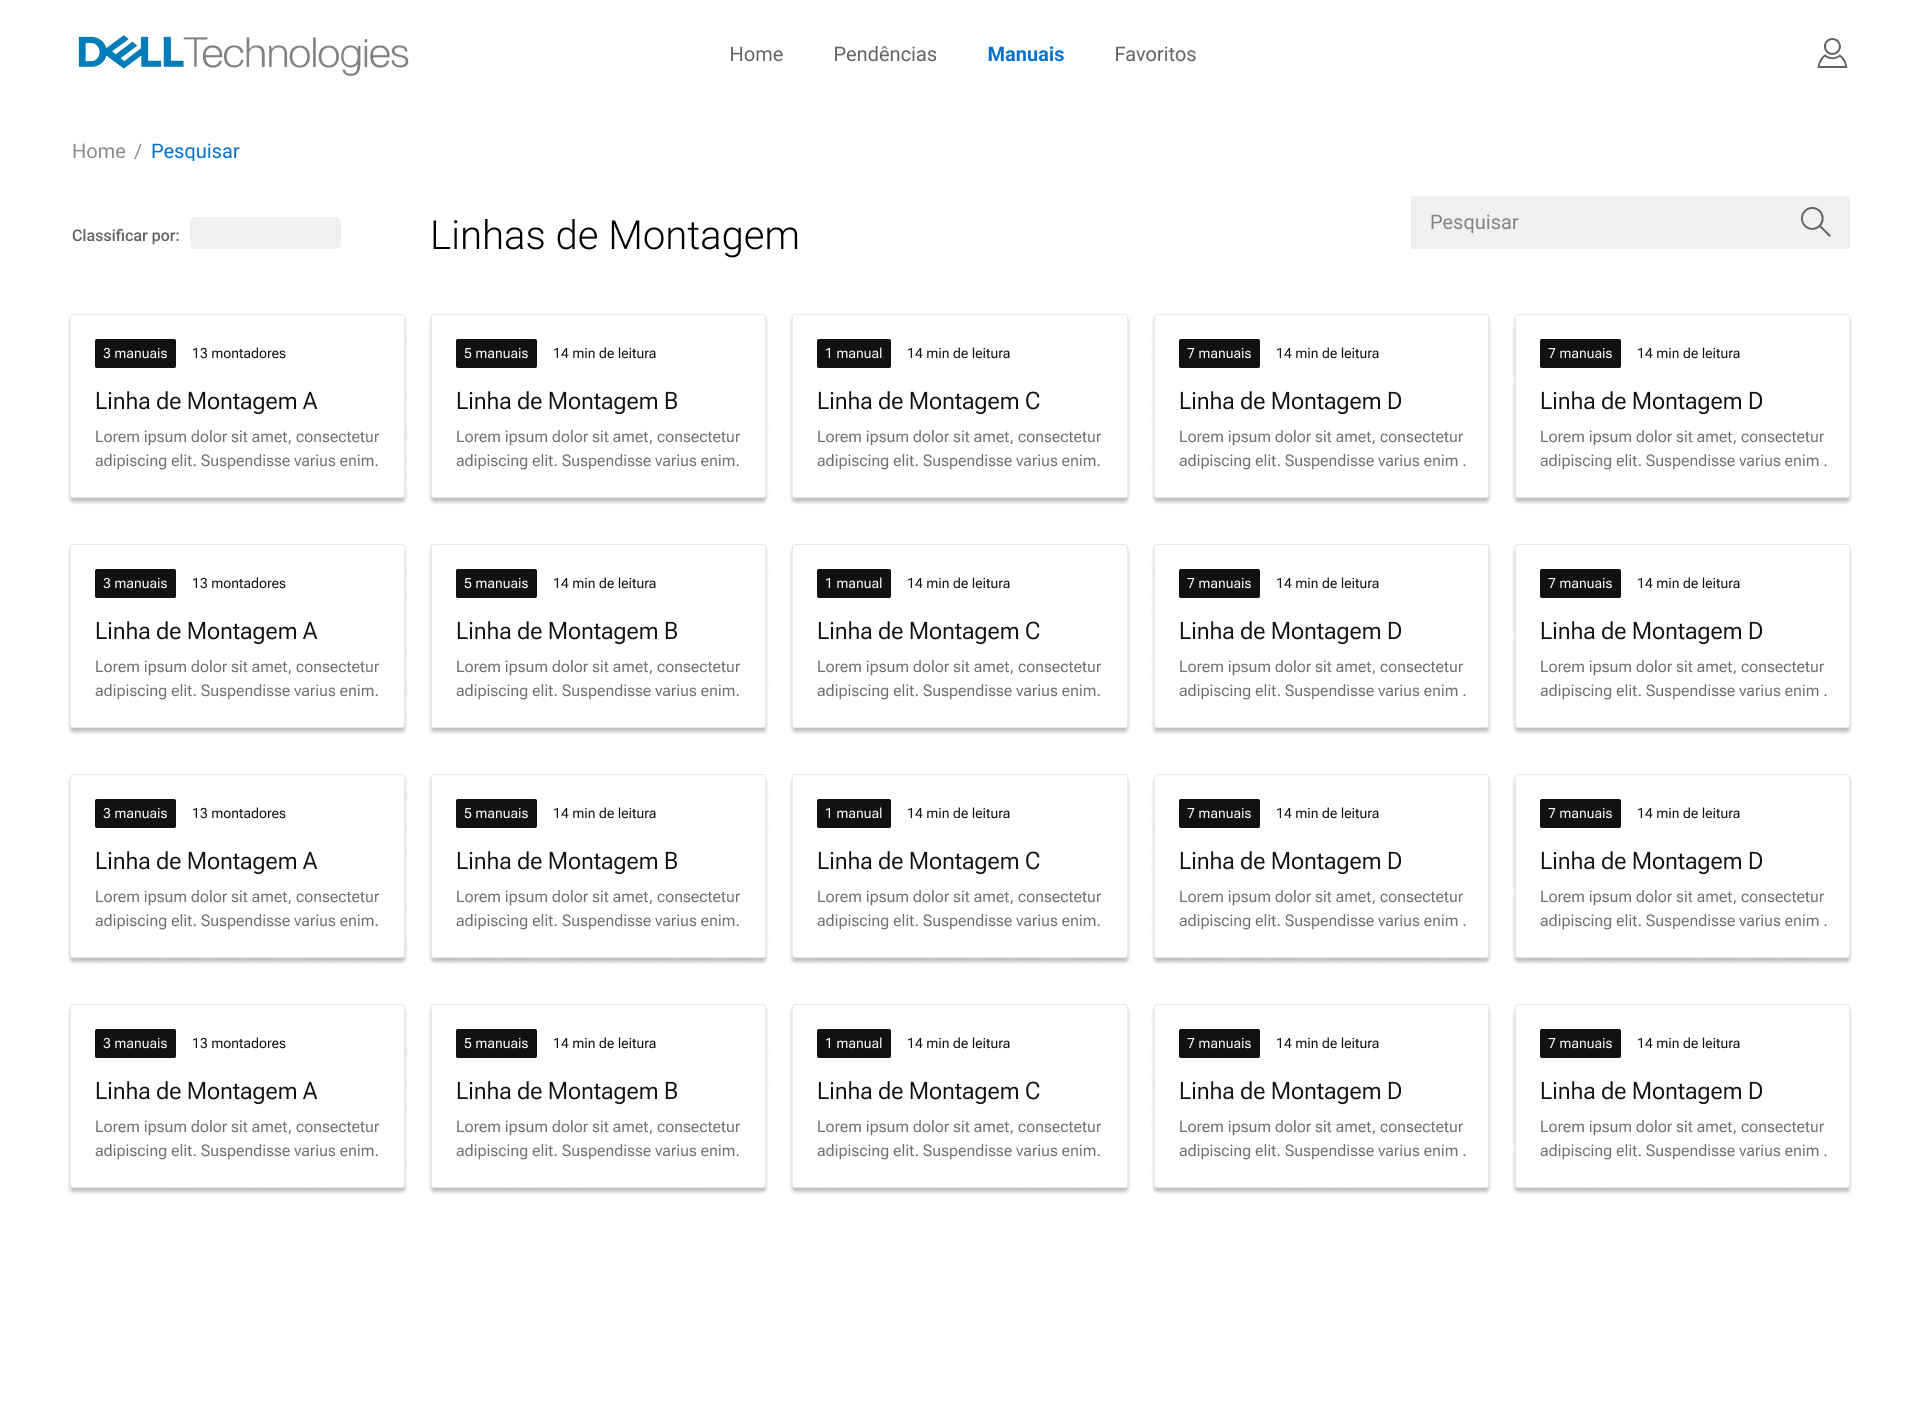 DELL Technologies
Home Pendências Manuais Favoritos
Home / Pesquisar
Classificar por:
Linhas de Montagem
Pesquisar
3 manuais 13 montadores
Linha de Montagem A
Lorem ipsum dolor sit amet, consectetur
adipiscing elit. Suspendisse varius enim.
5 manuais 14 min de leitura
Linha de Montagem B
Lorem ipsum dolor sit amet, consectetur
adipiscing elit. Suspendisse varius enim.
1 manual 14 min de leitura
Linha de Montagem C
Lorem ipsum dolor sit amet, consectetur
adipiscing elit. Suspendisse varius enim.
7 manuais 14 min de leitura
Linha de Montagem D
Lorem ipsum dolor sit amet, consectetur
adipiscing elit. Suspendisse varius enim .
7 manuais 14 min de leitura
Linha de Montagem D
Lorem ipsum dolor sit amet, consectetur
adipiscing elit. Suspendisse varius enim .
3 manuais 13 montadores
Linha de Montagem A
Lorem ipsum dolor sit amet, consectetur
adipiscing elit. Suspendisse varius enim.
5 manuais 14 min de leitura
Linha de Montagem B
Lorem ipsum dolor sit amet, consectetur
adipiscing elit. Suspendisse varius enim.
1 manual 14 min de leitura
Linha de Montagem C
Lorem ipsum dolor sit amet, consectetur
adipiscing elit. Suspendisse varius enim.
7 manuais 14 min de leitura
Linha de Montagem D
Lorem ipsum dolor sit amet, consectetur
adipiscing elit. Suspendisse varius enim .
7 manuais 14 min de leitura
Linha de Montagem D
Lorem ipsum dolor sit amet, consectetur
adipiscing elit. Suspendisse varius enim .
3 manuais 13 montadores
Linha de Montagem A
Lorem ipsum dolor sit amet, consectetur
adipiscing elit. Suspendisse varius enim.
5 manuais 14 min de leitura
Linha de Montagem B
Lorem ipsum dolor sit amet, consectetur
adipiscing elit. Suspendisse varius enim.
1 manual 14 min de leitura
Linha de Montagem C
Lorem ipsum dolor sit amet, consectetur
adipiscing elit. Suspendisse varius enim.
7 manuais 14 min de leitura
Linha de Montagem D
Lorem ipsum dolor sit amet, consectetur
adipiscing elit. Suspendisse varius enim .
7 manuais 14 min de leitura
Linha de Montagem D
Lorem ipsum dolor sit amet, consectetur
adipiscing elit. Suspendisse varius enim .
3 manuais 13 montadores
Linha de Montagem A
Lorem ipsum dolor sit amet, consectetur
adipiscing elit. Suspendisse varius enim.
5 manuais 14 min de leitura
Linha de Montagem B
Lorem ipsum dolor sit amet, consectetur
adipiscing elit. Suspendisse varius enim.
1 manual 14 min de leitura
Linha de Montagem C
Lorem ipsum dolor sit amet, consectetur
adipiscing elit. Suspendisse varius enim.
7 manuais 14 min de leitura
Linha de Montagem D
Lorem ipsum dolor sit amet, consectetur
adipiscing elit. Suspendisse varius enim .
7 manuais 14 min de leitura
Linha de Montagem D
Lorem ipsum dolor sit amet, consectetur
adipiscing elit. Suspendisse varius enim .